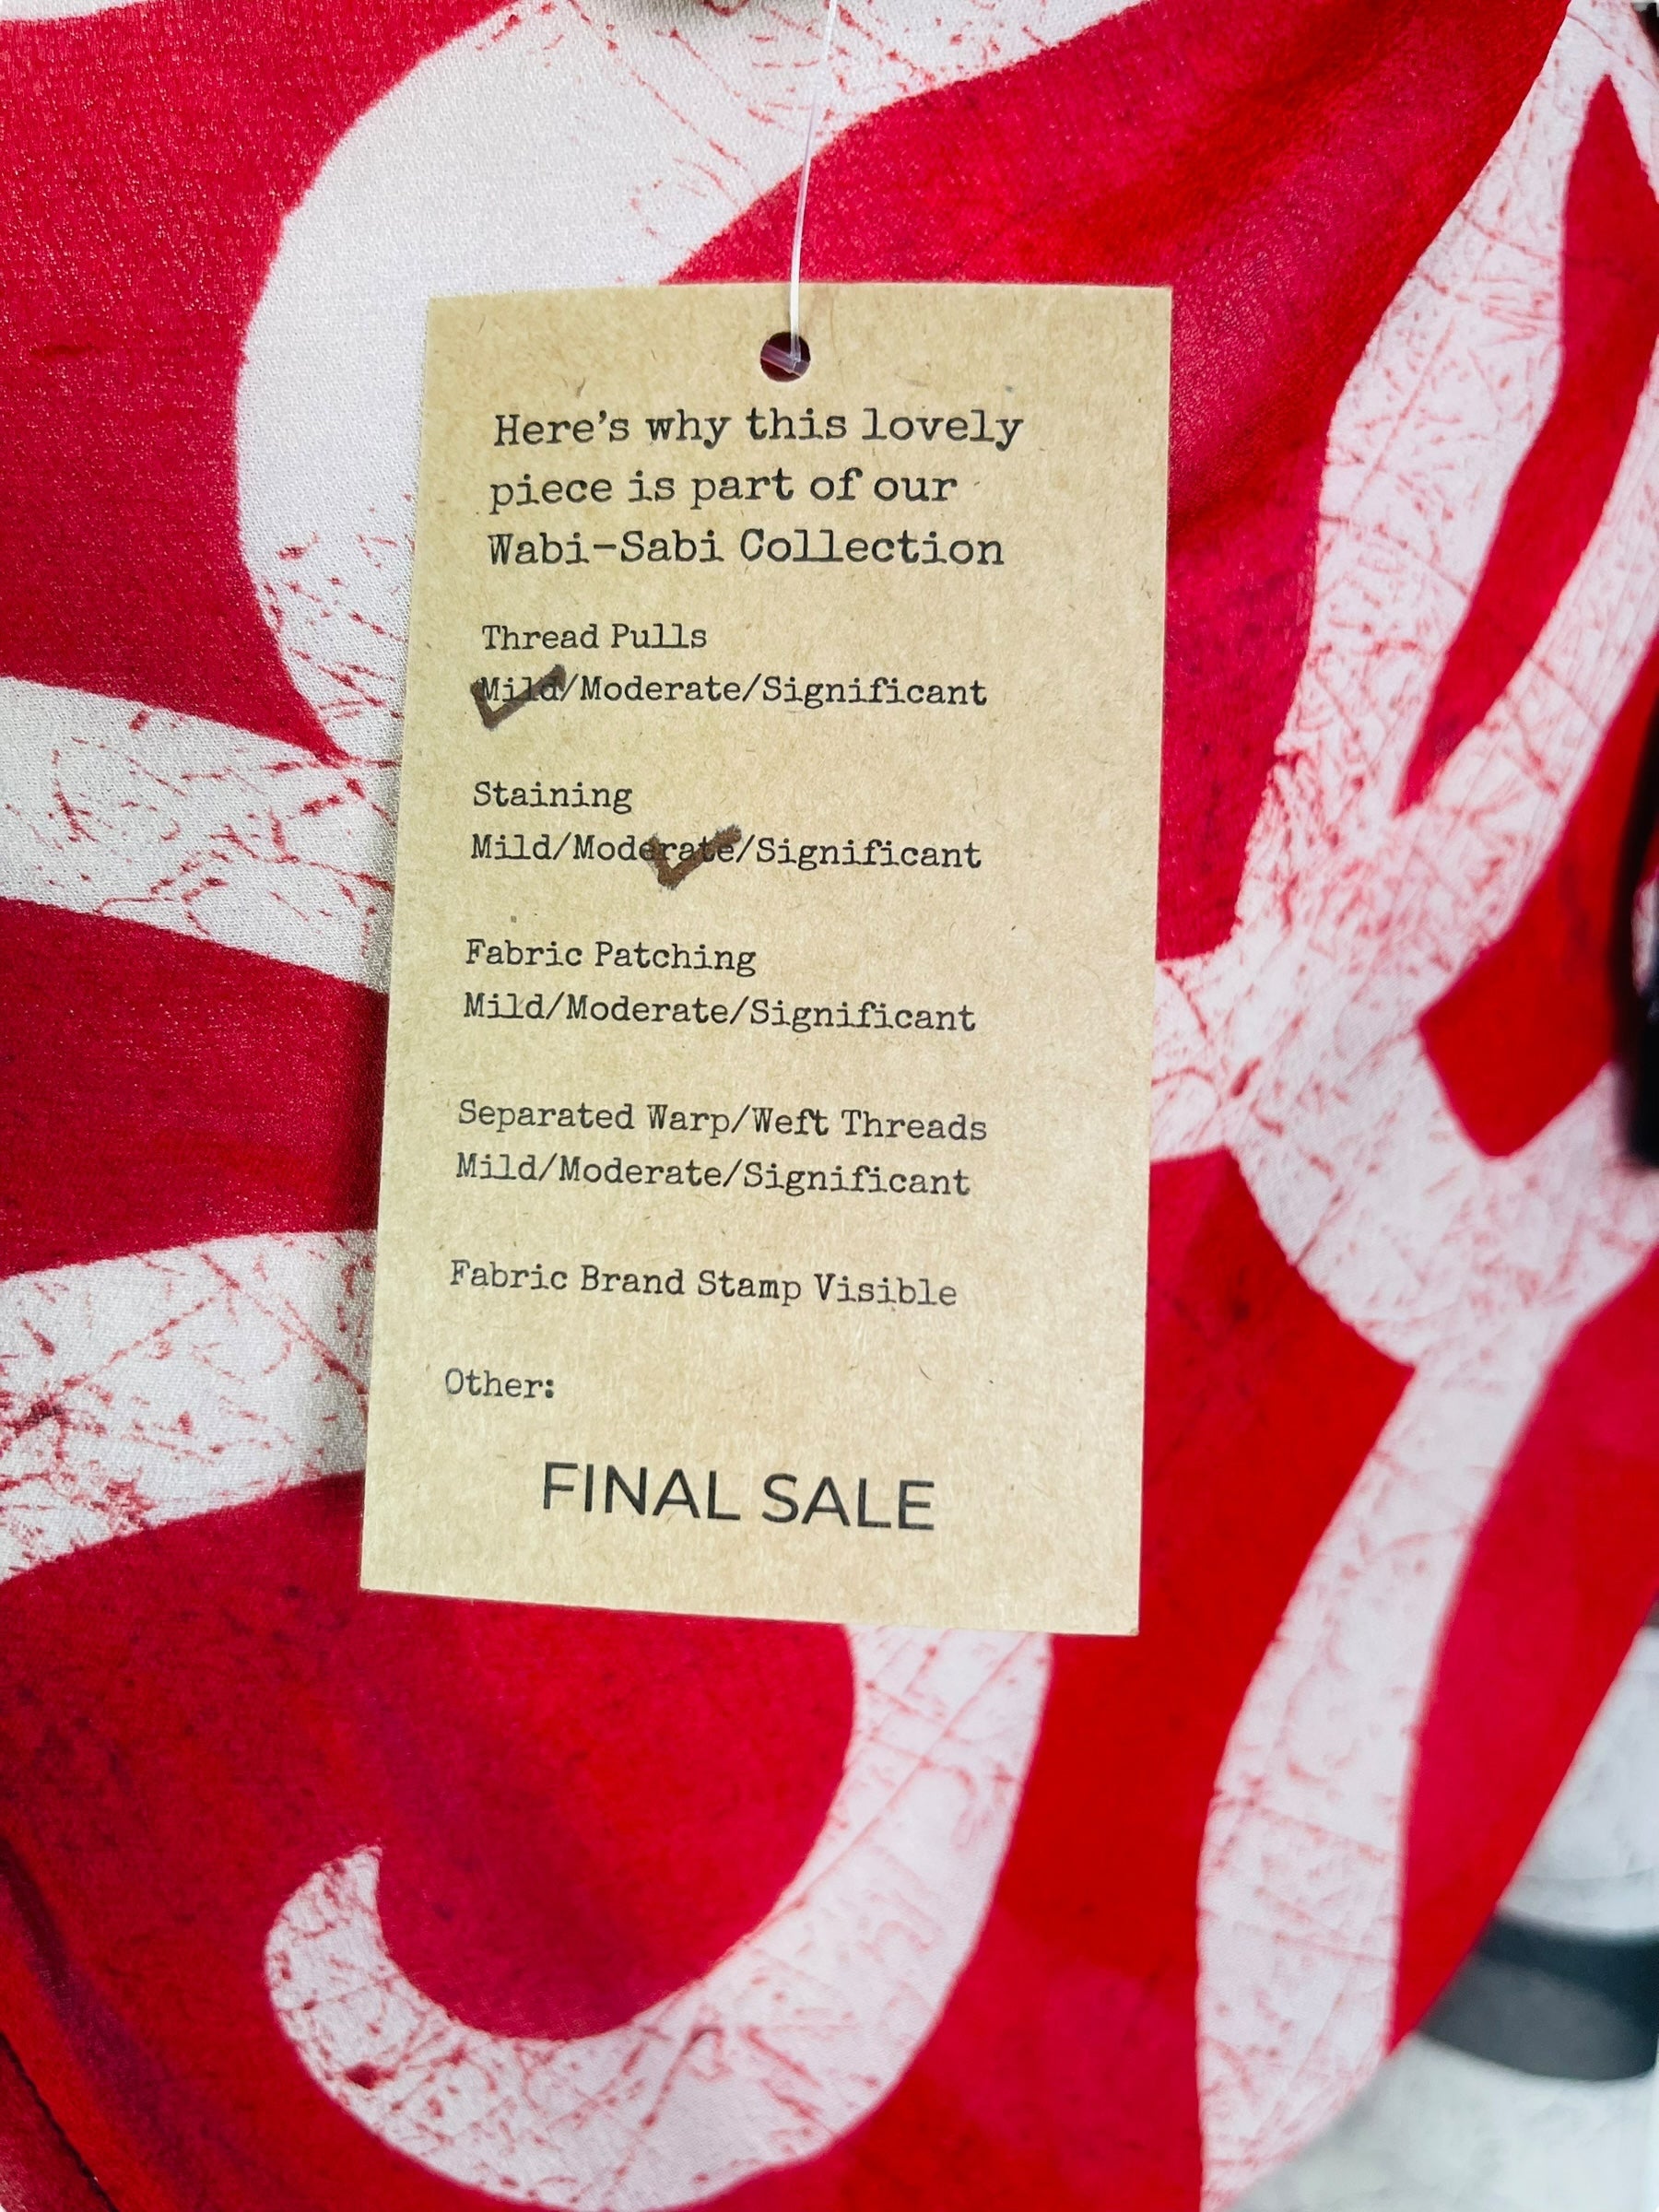 Here's why this lovely
piece is part of our
Wabi-Sabi Collection
Thread Pulls
Mild/Moderate/Significant
Staining
Mild/Moderate/Significant
Fabric Patching
Mild/Moderate/Significant
Separated Warp/Weft Threads
Mild/Moderate/Significant
Fabric Brand Stamp Visible
Other:
FINAL SALE